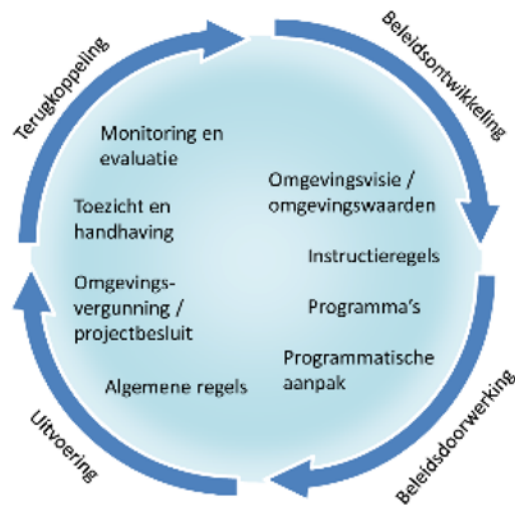 Terugkoppeling
Beleidsontwikkeling
Monitoring en
evaluatie
Omgevingsvisie /
omgevingswaarden
Toezicht en
handhaving
Instructieregels
Omgevings-
vergunning /
projectbesluit
Programma's
Programmatische
aanpak
Algemene regels
Uitvoering
Beleidsdoorwerking